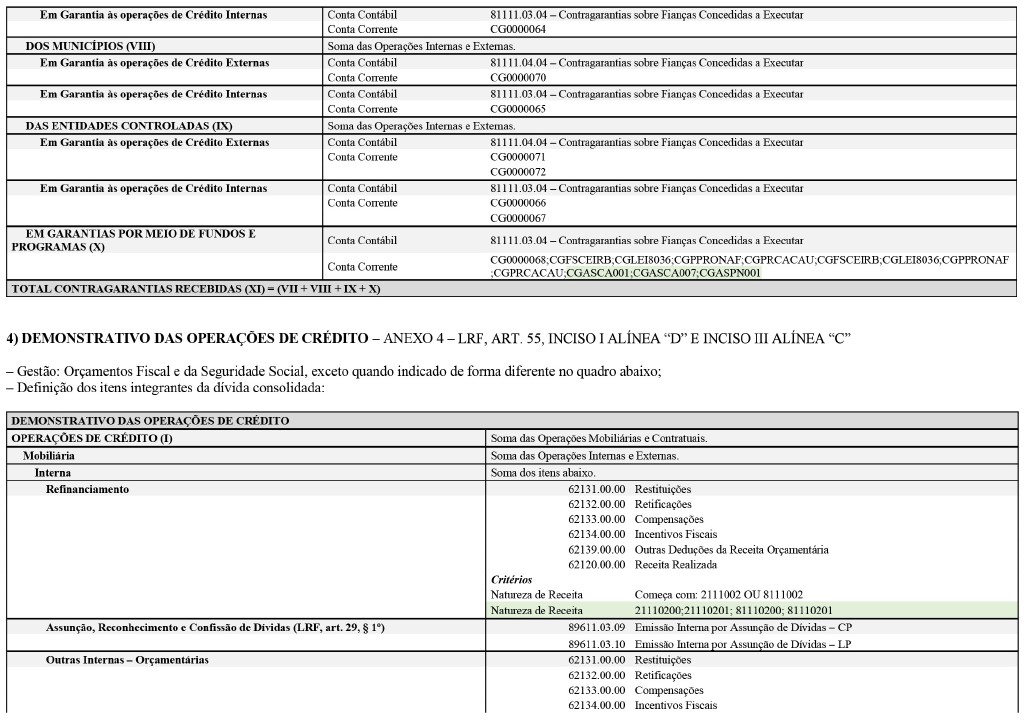 Em Garantia às operações de Crédito Internas Conta Contábil 81111.03.04 – Contragarantias sobre Fianças Concedidas a Executar
Conta Corrente CG0000064
DOS MUNICÍPIOS (VIII) Soma das Operações Internas e Externas.
Em Garantia às operações de Crédito Externas Conta Contábil 81111.04.04 – Contragarantias sobre Fianças Concedidas a Executar
Conta Corrente CG0000070
Em Garantia às operações de Crédito Internas Conta Contábil 81111.03.04 – Contragarantias sobre Fianças Concedidas a Executar
Conta Corrente CG0000065
DAS ENTIDADES CONTROLADAS (IX) Soma das Operações Internas e Externas.
Em Garantia às operações de Crédito Externas Conta Contábil 81111.04.04 – Contragarantias sobre Fianças Concedidas a Executar
Conta Corrente CG0000071
CG0000072
Em Garantia às operações de Crédito Internas Conta Contábil 81111.03.04 – Contragarantias sobre Fianças Concedidas a Executar
Conta Corrente CG0000066
CG0000067
EM GARANTIAS POR MEIO DE FUNDOS E
PROGRAMAS (X)
Conta Contábil 81111.03.04 – Contragarantias sobre Fianças Concedidas a Executar
Conta Corrente CG0000068;CGFSCEIRB;CGLEI8036;CGPPRONAF;CGPRCACAU;CGFSCEIRB;CGLEI8036;CGPPRONAF
;CGPRCACAU;CGASCA001;CGASCA007;CGASPN001
TOTAL CONTRAGARANTIAS RECEBIDAS (XI) = (VII + VIII + IX + X)
4) DEMONSTRATIVO DAS OPERAÇÕES DE CRÉDITO – ANEXO 4 – LRF, ART. 55, INCISO I ALÍNEA “D” E INCISO III ALÍNEA “C”
– Gestão: Orçamentos Fiscal e da Seguridade Social, exceto quando indicado de forma diferente no quadro abaixo;
– Definição dos itens integrantes da dívida consolidada:
DEMONSTRATIVO DAS OPERAÇÕES DE CRÉDITO
OPERAÇÕES DE CRÉDITO (I) Soma das Operações Mobiliárias e Contratuais.
Mobiliária Soma das Operações Internas e Externas.
Interna Soma dos itens abaixo.
Refinanciamento 62131.00.00 Restituições
62132.00.00 Retificações
62133.00.00 Compensações
62134.00.00 Incentivos Fiscais
62139.00.00 Outras Deduções da Receita Orçamentária
62120.00.00 Receita Realizada
Critérios
Natureza de Receita Começa com: 2111002 OU 8111002
Natureza de Receita 21110200;21110201; 81110200; 81110201
Assunção, Reconhecimento e Confissão de Dívidas (LRF, art. 29, § 1º) 89611.03.09 Emissão Interna por Assunção de Dívidas – CP
89611.03.10 Emissão Interna por Assunção de Dívidas – LP
Outras Internas – Orçamentárias 62131.00.00 Restituições
62132.00.00 Retificações
62133.00.00 Compensações
62134.00.00 Incentivos Fiscais